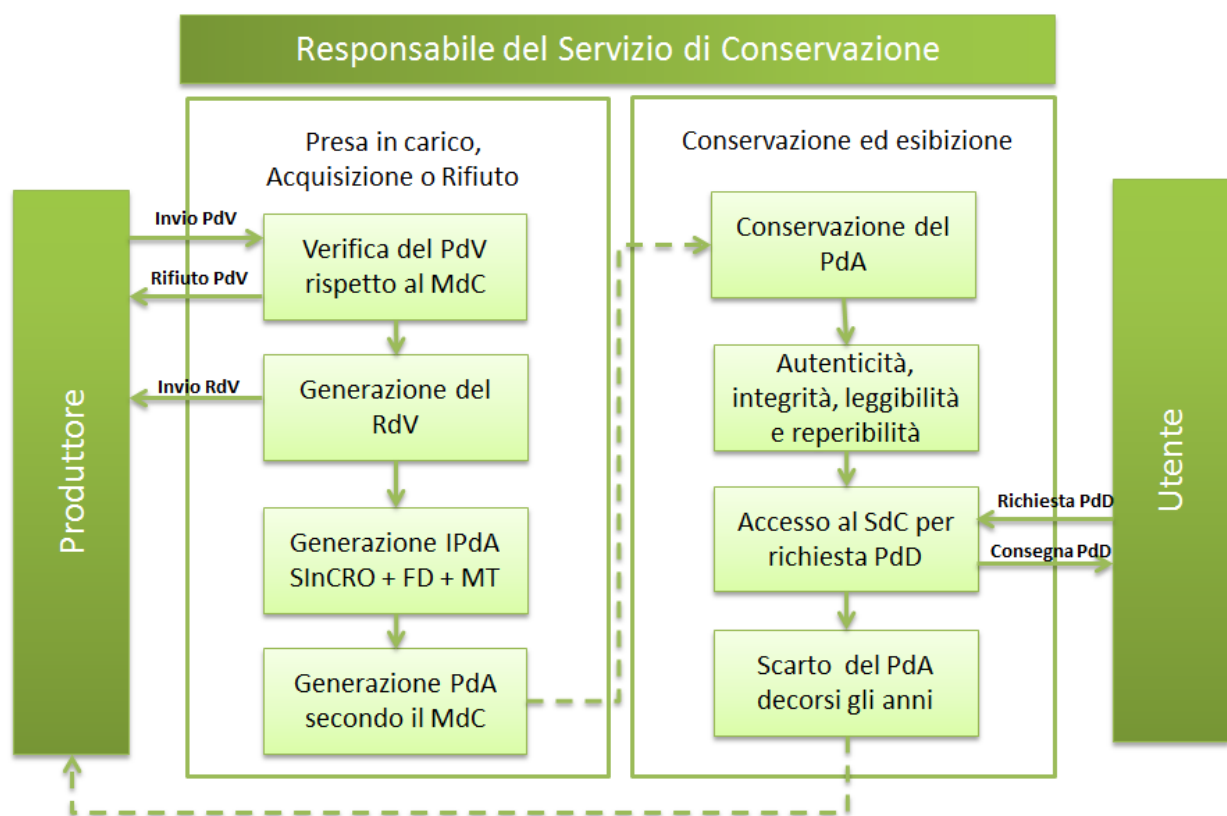 Responsabile del Servizio di Conservazione
Presa in carico,
Acquisizione o Rifiuto
Conservazione ed esibizione
Produttore
Invio PdV
Rifiuto PdV
Invio RdV
Verifica del PdV
rispetto al MdC
Generazione del
RdV
Generazione IPdA
SInCRO + FD + MT
Generazione PdA
secondo il MdC
Conservazione del
PdA
Autenticità,
integrità, leggibilità
e reperibilità
Accesso al SdC per
richiesta PdD
Scarto del PdA
decorsi gli anni
Richiesta PdD
Consegna PdD
Utente